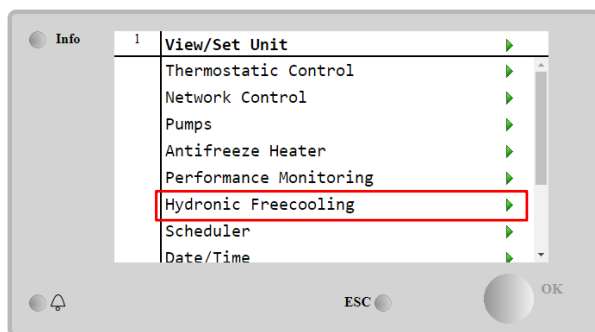 Info
1 View/Set Unit
Thermostatic Control
Network Control
Pumps
Antifreeze Heater
Performance Monitoring
Hydronic Freecooling
Scheduler
Date/Time
ESC
OK